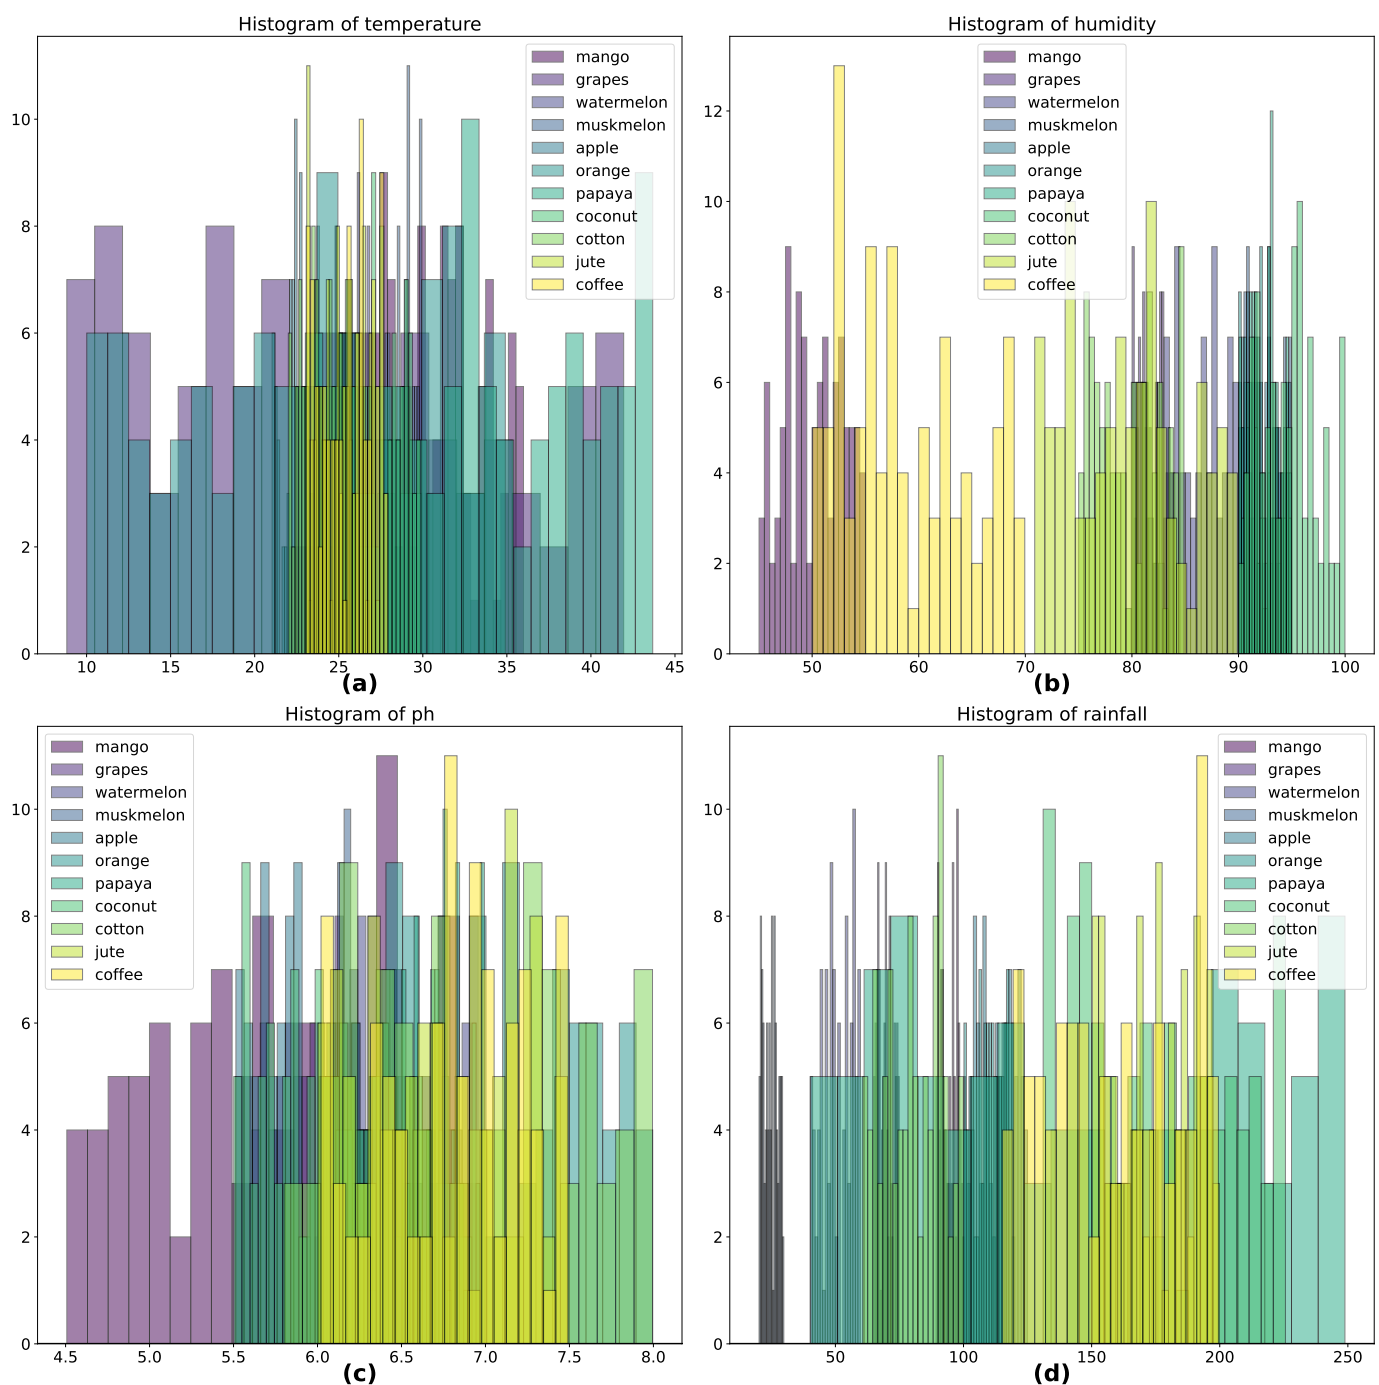 Histogram of temperature
mango
grapes
watermelon
muskmelon
apple
orange
papaya
coconut
cotton
jute
coffee
10
8
6
4
2
0
10 15 20 25 30 35 40 45
(a)
Histogram of humidity
mango
grapes
watermelon
muskmelon
apple
orange
papaya
coconut
cotton
jute
coffee
12
10
8
6
4
2
0
50 60 70 80 90 100
(b)
Histogram of ph
mango
grapes
watermelon
muskmelon
apple
orange
papaya
coconut
cotton
jute
coffee
10
8
6
4
2
0
4.5 5.0 5.5 6.0 6.5 7.0 7.5 8.0
(c)
Histogram of rainfall
mango
grapes
watermelon
muskmelon
apple
orange
papaya
coconut
cotton
jute
coffee
10
8
6
4
2
0
50 100 150 200 250
(d)